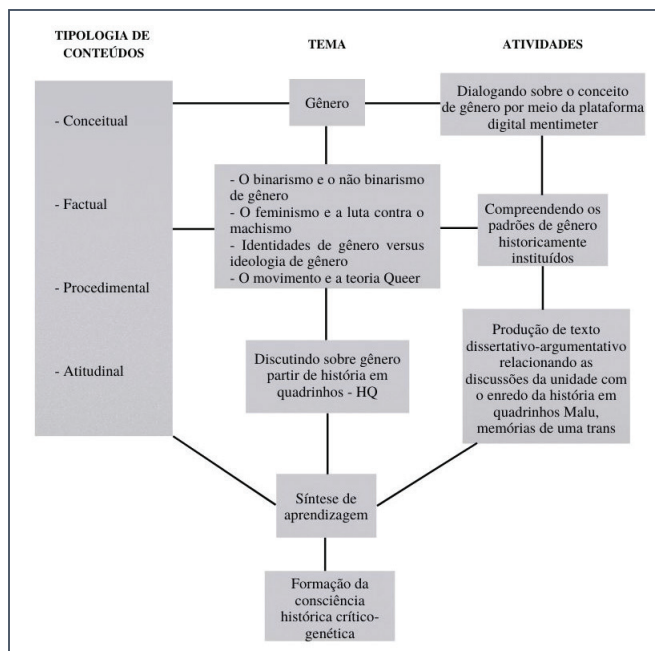 TIPOLOGIA DE
CONTEÚDOS
- Conceitual
- Factual
- Procedimental
- Atitudinal
TEMA
Gênero
- O binarismo e o não binarismo
de gênero
- O feminismo e a luta contra o
machismo
- Identidades de gênero versus
ideologia de gênero
- O movimento e a teoria Queer
Discutindo sobre gênero
partir de história em
quadrinhos - HQ
ATIVIDADES
Dialogando sobre o conceito
de gênero por meio da plataforma
digital mentimeter
Compreendendo os
padrões de gênero
historicamente
instituídos
Produção de texto
dissertativo-argumentativo
relacionando as
discussões da unidade com
o enredo da história em
quadrinhos Malu,
memórias de uma trans
Síntese de
aprendizagem
Formação da
consciência
histórica crítico-
genética